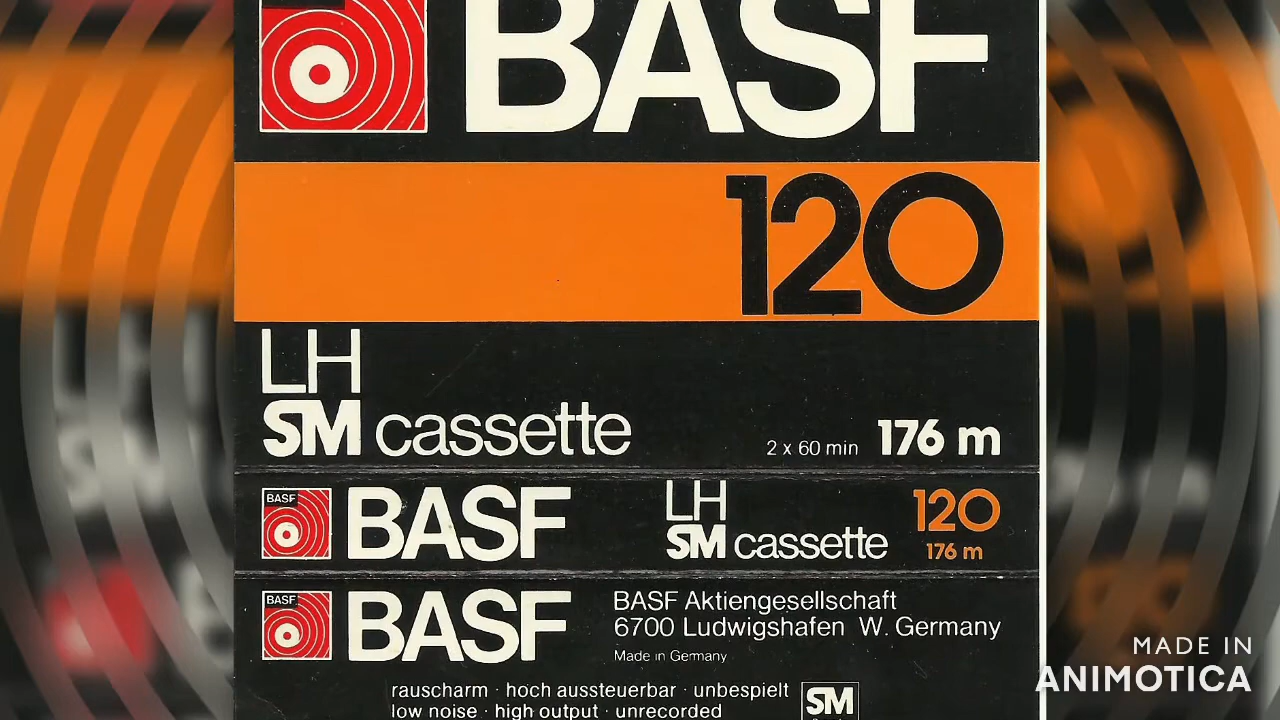 BASF
120
LH
SM cassette
2 x 60 min 176 m
BASF BASF LH
SM cassette 120
176 m
BASF BASF BASF Aktiengesellschaft
6700 Ludwigshafen W. Germany
Made in Germany
rauscharm · hoch aussteuerbar · unbespielt SM
low noise · high output · unrecorded
MADE IN
ANIMOTICA